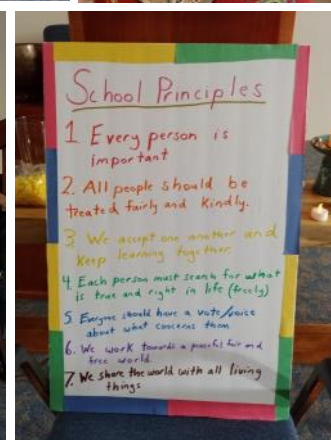 School Principles
1 Every person is
important
2. All people should be
treated fairly and kindly.
3. We accept one another and
keep learning together.
4. Each person must search for what
is true and right in life (freely)
5. Everyone should have a vote/voice
about what concerns them
6. We work towards a peaceful fair and
free world.
7. We share the world with all living
things